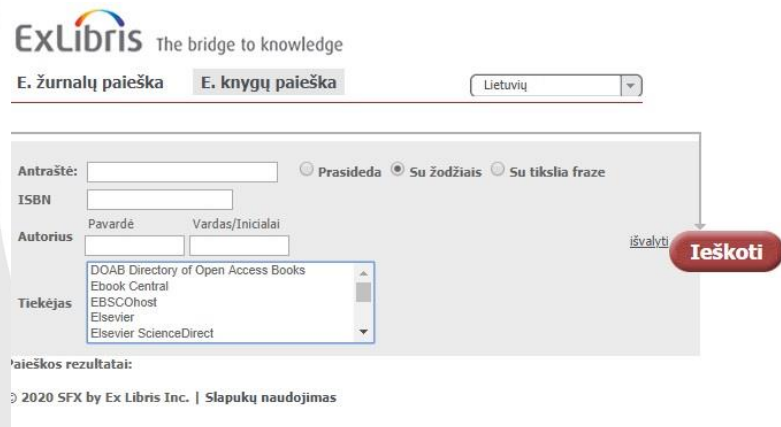 ExLibris The bridge to knowledge
E. žurnalų paieška E. knygų paieška Lietuvių
Antraštė: Prasideda Su žodžiais Su tikslia fraze
ISBN
Pavardė Vardas/Inicialai
Autorius išvalyti Ieškoti
DOAB Directory of Open Access Books
Ebook Central
Tiekėjas EBSCOhost
Elsevier
Elsevier ScienceDirect
Paieškos rezultatai:
© 2020 SFX by Ex Libris Inc. | Slapukų naudojimas